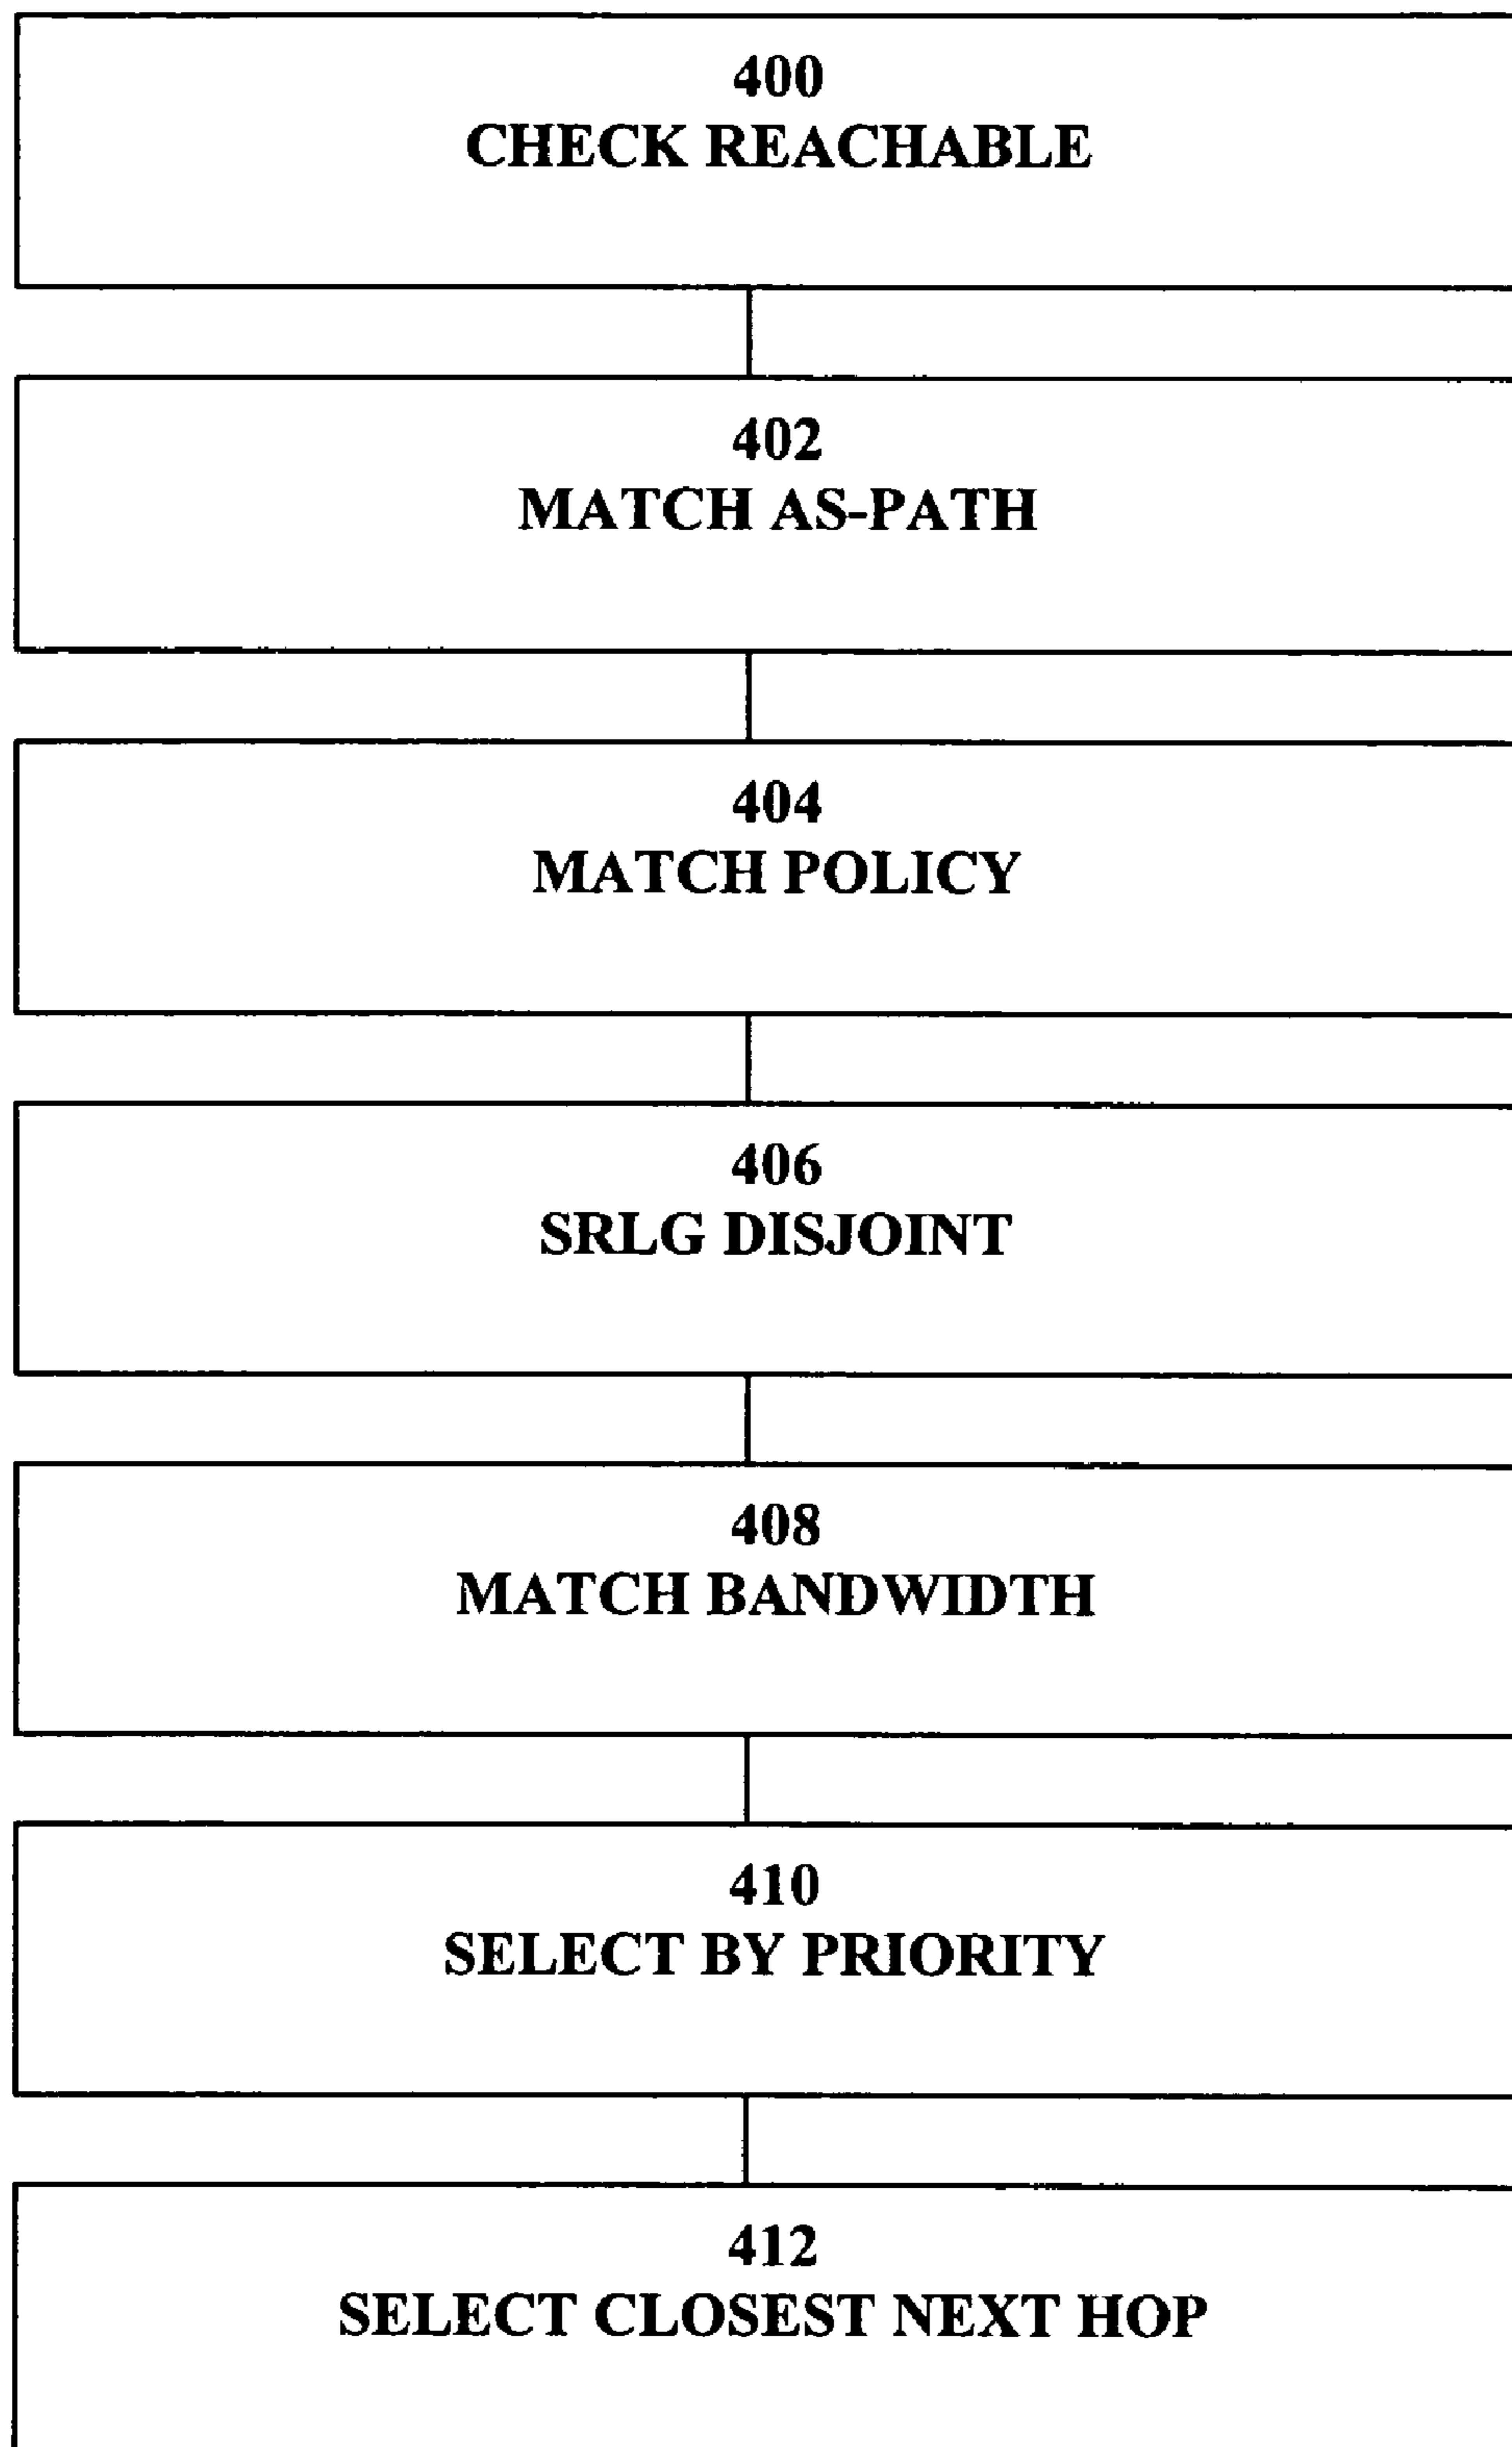 400
CHECK REACHABLE
402
MATCH AS-PATH
404
MATCH POLICY
406
SRLG DISJOINT
408
MATCH BANDWIDTH
410
SELECT BY PRIORITY
412
SELECT CLOSEST NEXT HOP